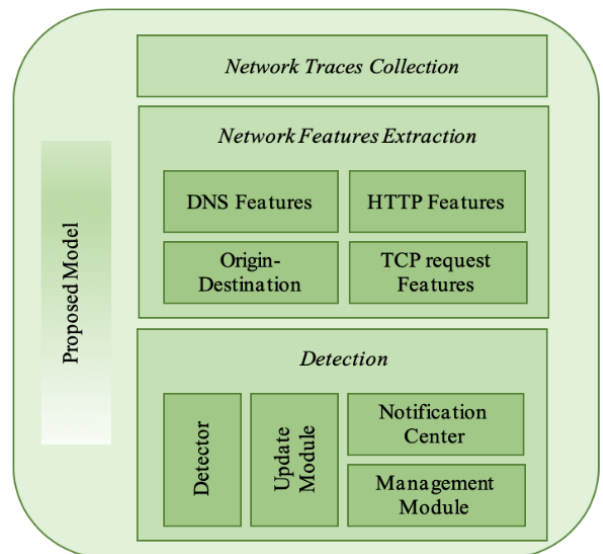 Proposed Model
Network Traces Collection
Network Features Extraction
DNS Features
HTTP Features
Origin-
Destination
TCP request
Features
Detection
Detector
Update
Module
Notification
Center
Management
Module